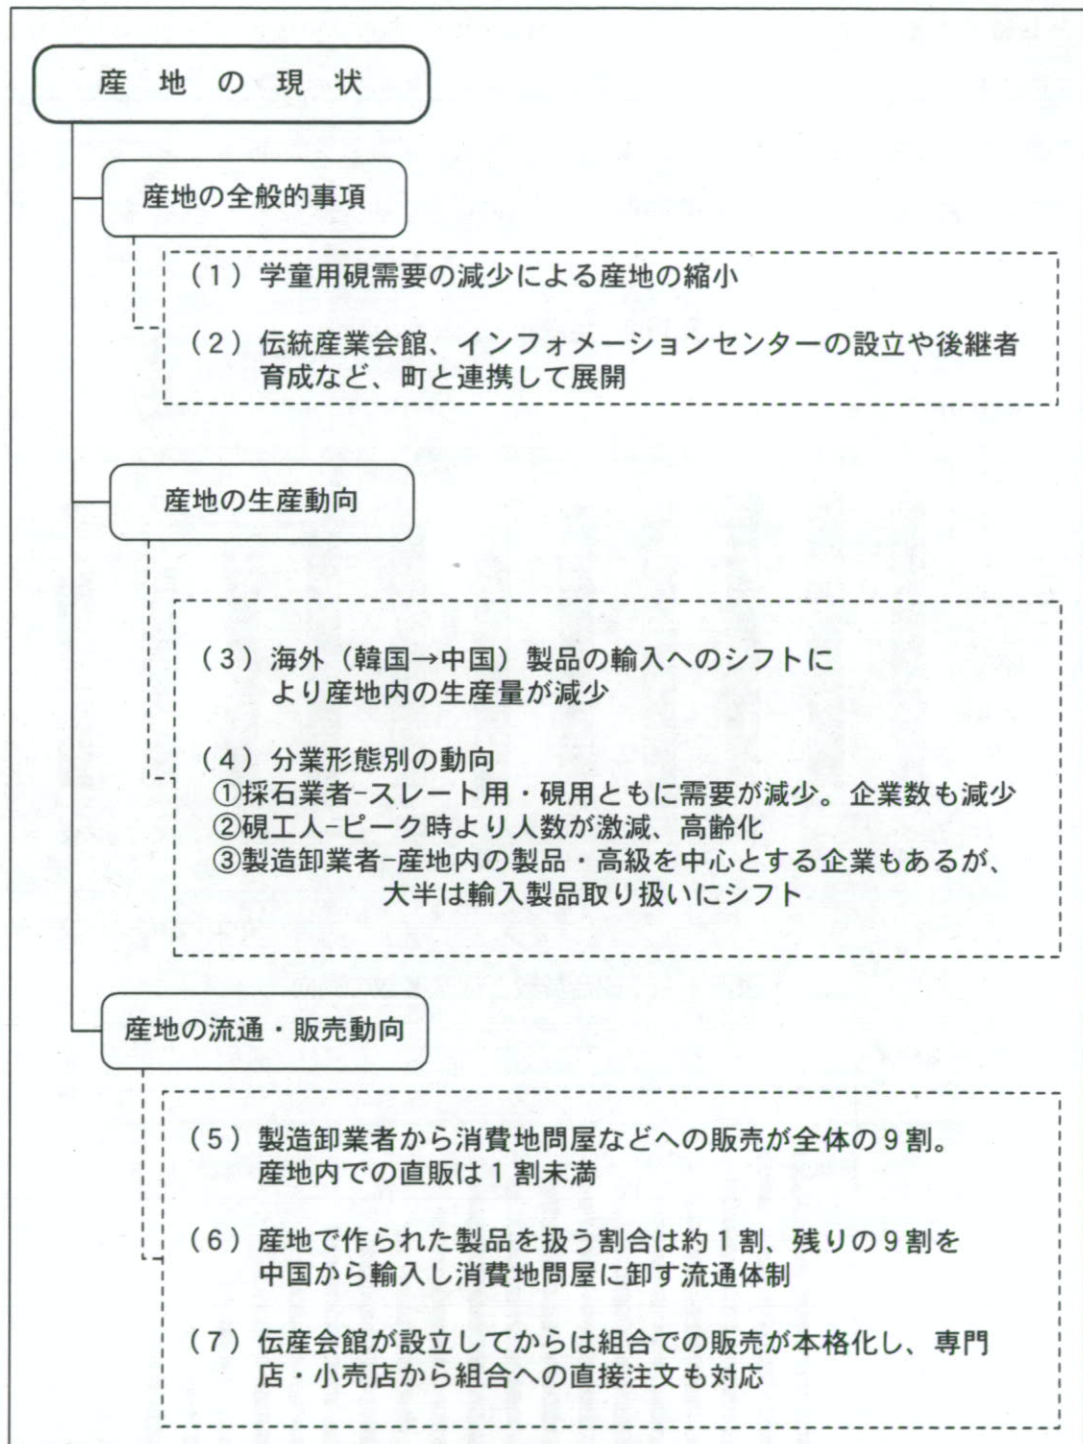 産地の現状
産地の全般的事項
(1)学童用硯需要の減少による産地の縮小
(2)伝統産業会館、インフォメーションセンターの設立や後継者
育成など、町と連携して展開
産地の生産動向
(3)海外(韓国→中国)製品の輸入へのシフトに
より産地内の生産量が減少
(4)分業形態別の動向
①採石業者-スレート用・硯用ともに需要が減少。企業数も減少
②硯工人-ピーク時より人数が激減、高齢化
③製造卸業者-産地内の製品・高級を中心とする企業もあるが、
大半は輸入製品取り扱いにシフト
産地の流通・販売動向
(5)製造卸業者から消費地問屋などへの販売が全体の9割。
産地内での直販は1割未満
(6)産地で作られた製品を扱う割合は約1割、残りの9割を
中国から輸入し消費地問屋に卸す流通体制
(7)伝産会館が設立してからは組合での販売が本格化し、専門
店・小売店から組合への直接注文も対応